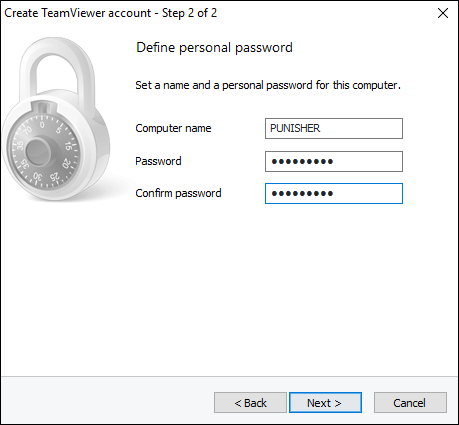 Create TeamViewer account - Step 2 of 2
Define personal password
Set a name and a personal password for this computer.
Computer name PUNISHER
Password ●●●●●●●●●
Confirm password ●●●●●●●●●
< Back Next > Cancel